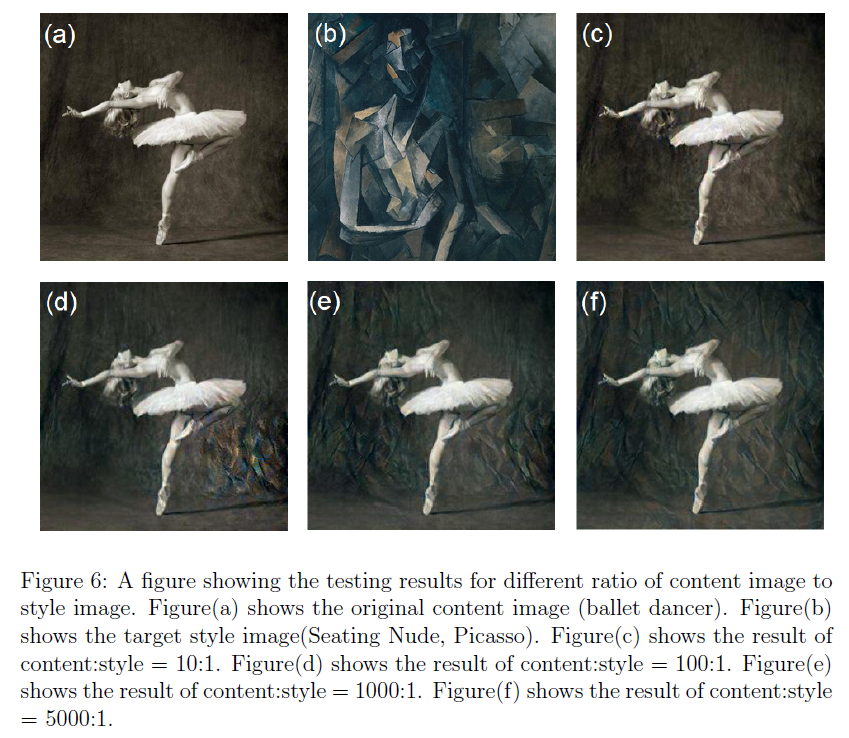 (a)
(b)
(c)
(d)
(e)
(f)
Figure 6: A figure showing the testing results for different ratio of content image to
style image. Figure(a) shows the original content image (ballet dancer). Figure(b)
shows the target style image(Seating Nude, Picasso). Figure(c) shows the result of
content:style = 10:1. Figure(d) shows the result of content:style = 100:1. Figure(e)
shows the result of content:style = 1000:1. Figure(f) shows the result of content:style
= 5000:1.